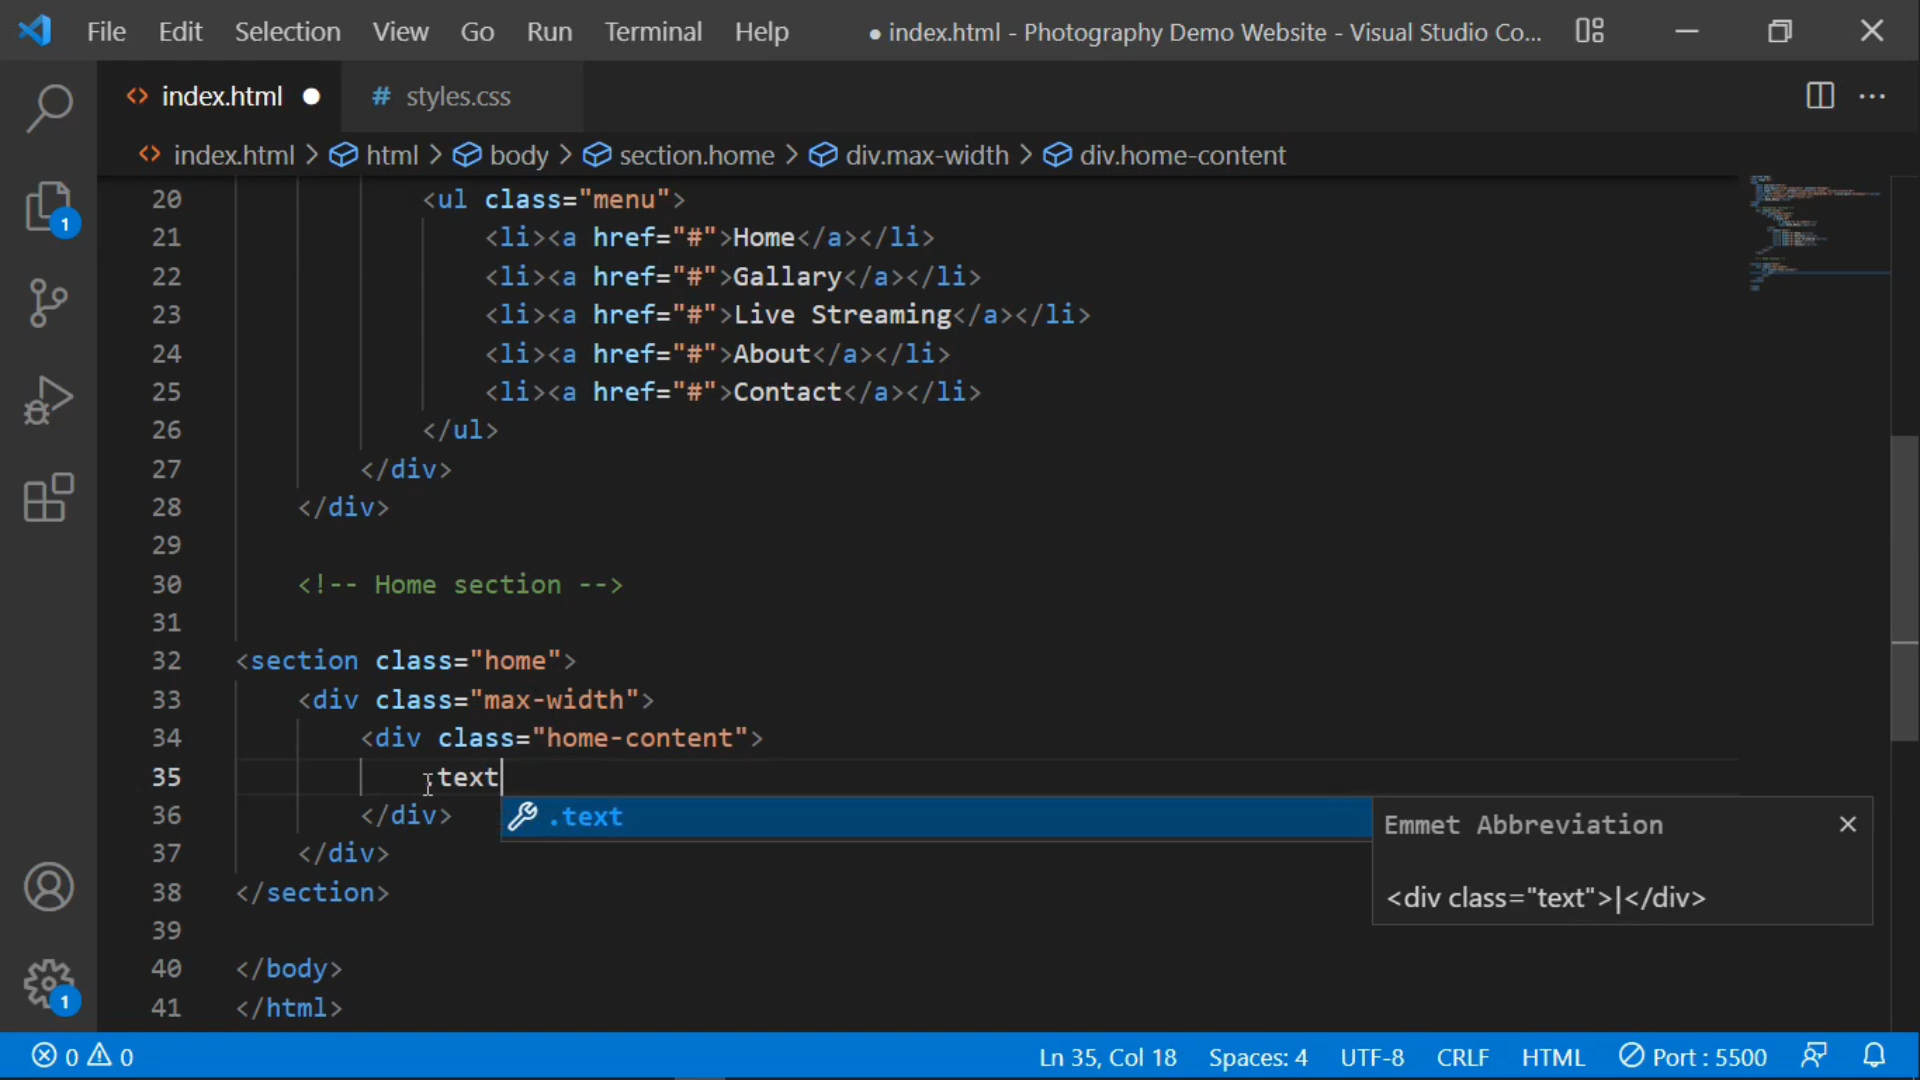 File Edit Selection View Go Run Terminal Help ● index.html - Photography Demo Website - Visual Studio Co...
index.html ● # styles.css ...
index.html > html > body > section.home > div.max-width > div.home-content
20 <ul class="menu">
21 <li><a href="#">Home</a></li>
22 <li><a href="#">Gallary</a></li>
23 <li><a href="#">Live Streaming</a></li>
24 <li><a href="#">About</a></li>
25 <li><a href="#">Contact</a></li>
26 </ul>
27 </div>
28 </div>
29
30 <!-- Home section -->
31
32 <section class="home">
33 <div class="max-width">
34 <div class="home-content">
35 .text
36 </div>
.text
Emmet Abbreviation
<div class="text">|</div>
37 </div>
38 </section>
39
40 </body>
41 </html>
1
1
0 0 Ln 35, Col 18 Spaces: 4 UTF-8 CRLF HTML Port : 5500